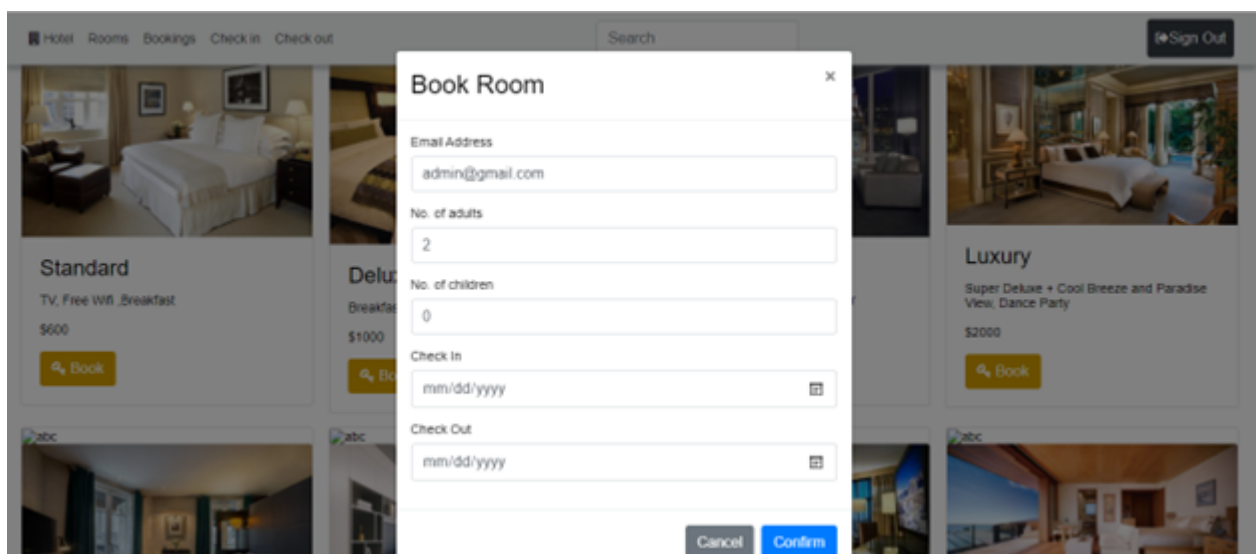 Hotel Rooms Bookings Check in Check out Search Sign Out
Book Room ×
Email Address
admin@gmail.com
No. of adults
2
No. of children
0
Check In
mm/dd/yyyy
Check Out
mm/dd/yyyy
Cancel Confirm
Standard
TV, Free Wifi ,Breakfast
$600
Book
$1000
Luxury
Super Deluxe + Cool Breeze and Paradise
View, Dance Party
$2000
Book
abc
abc
abc